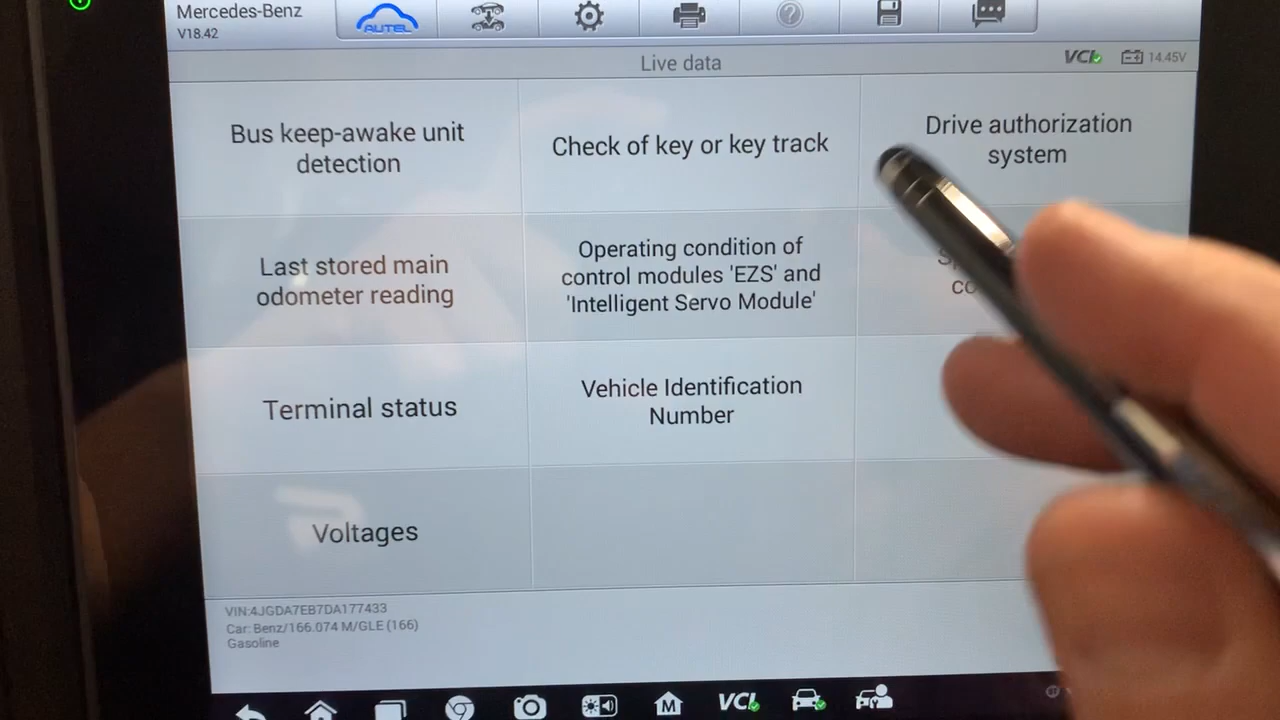 Mercedes-Benz
V18.42
AUTEL
Live data
VCI
14.45V
Bus keep-awake unit
detection
Check of key or key track
Drive authorization
system
Last stored main
odometer reading
Operating condition of
control modules 'EZS' and
'Intelligent Servo Module'
Terminal status
Vehicle Identification
Number
Voltages
VIN:4JGDA7EB7DA177433
Car: Benz/166.074 M/GLE (166)
Gasoline
M
VCI